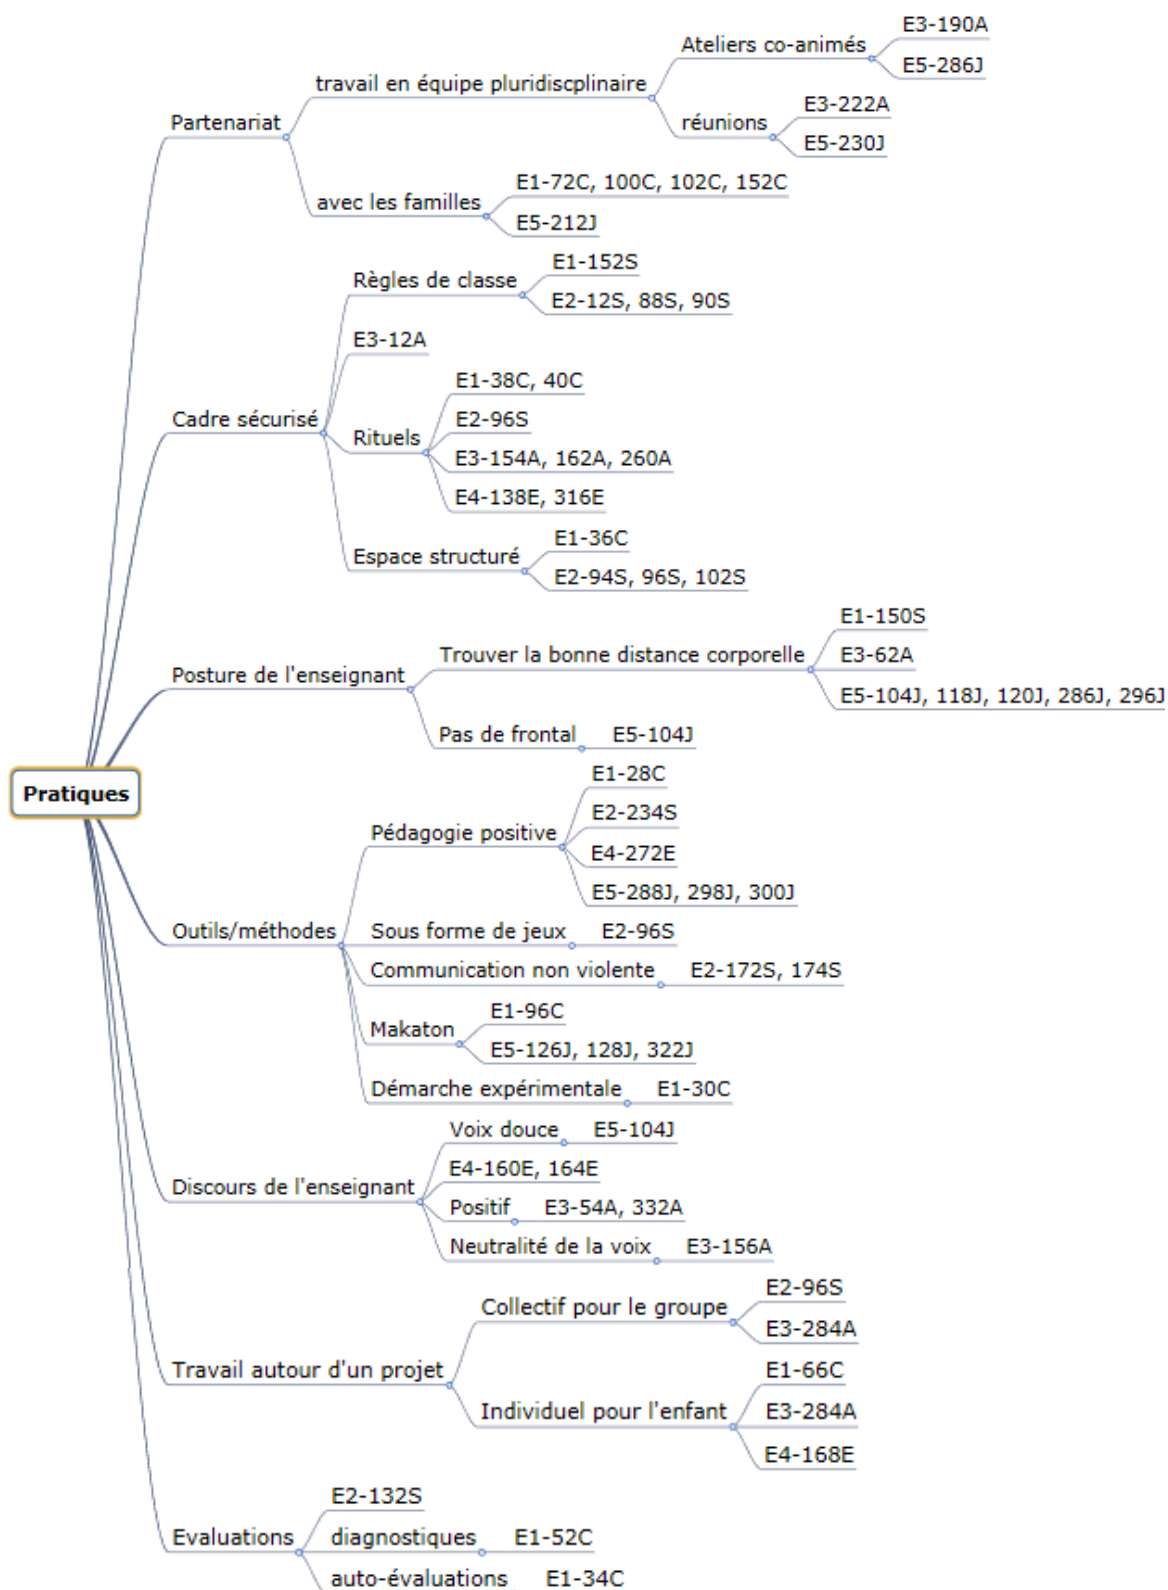 Pratiques
Partenariat
travail en équipe pluridiscplinaire
Ateliers co-animés
E3-190A
E5-286J
réunions
E3-222A
E5-230J
avec les familles
E1-72C, 100C, 102C, 152C
E5-212J
Cadre sécurisé
Règles de classe
E1-152S
E2-12S, 88S, 90S
E3-12A
Rituels
E1-38C, 40C
E2-96S
E3-154A, 162A, 260A
E4-138E, 316E
Espace structuré
E1-36C
E2-94S, 96S, 102S
Posture de l'enseignant
Trouver la bonne distance corporelle
E1-150S
E3-62A
E5-104J, 118J, 120J, 286J, 296J
Pas de frontal
E5-104J
Outils/méthodes
Pédagogie positive
E1-28C
E2-234S
E4-272E
E5-288J, 298J, 300J
Sous forme de jeux
E2-96S
Communication non violente
E2-172S, 174S
Makaton
E1-96C
E5-126J, 128J, 322J
Démarche expérimentale
E1-30C
Discours de l'enseignant
Voix douce
E5-104J
E4-160E, 164E
Positif
E3-54A, 332A
Neutralité de la voix
E3-156A
Travail autour d'un projet
Collectif pour le groupe
E2-96S
E3-284A
Individuel pour l'enfant
E1-66C
E3-284A
E4-168E
Evaluations
E2-132S
diagnostiques
E1-52C
auto-évaluations
E1-34C